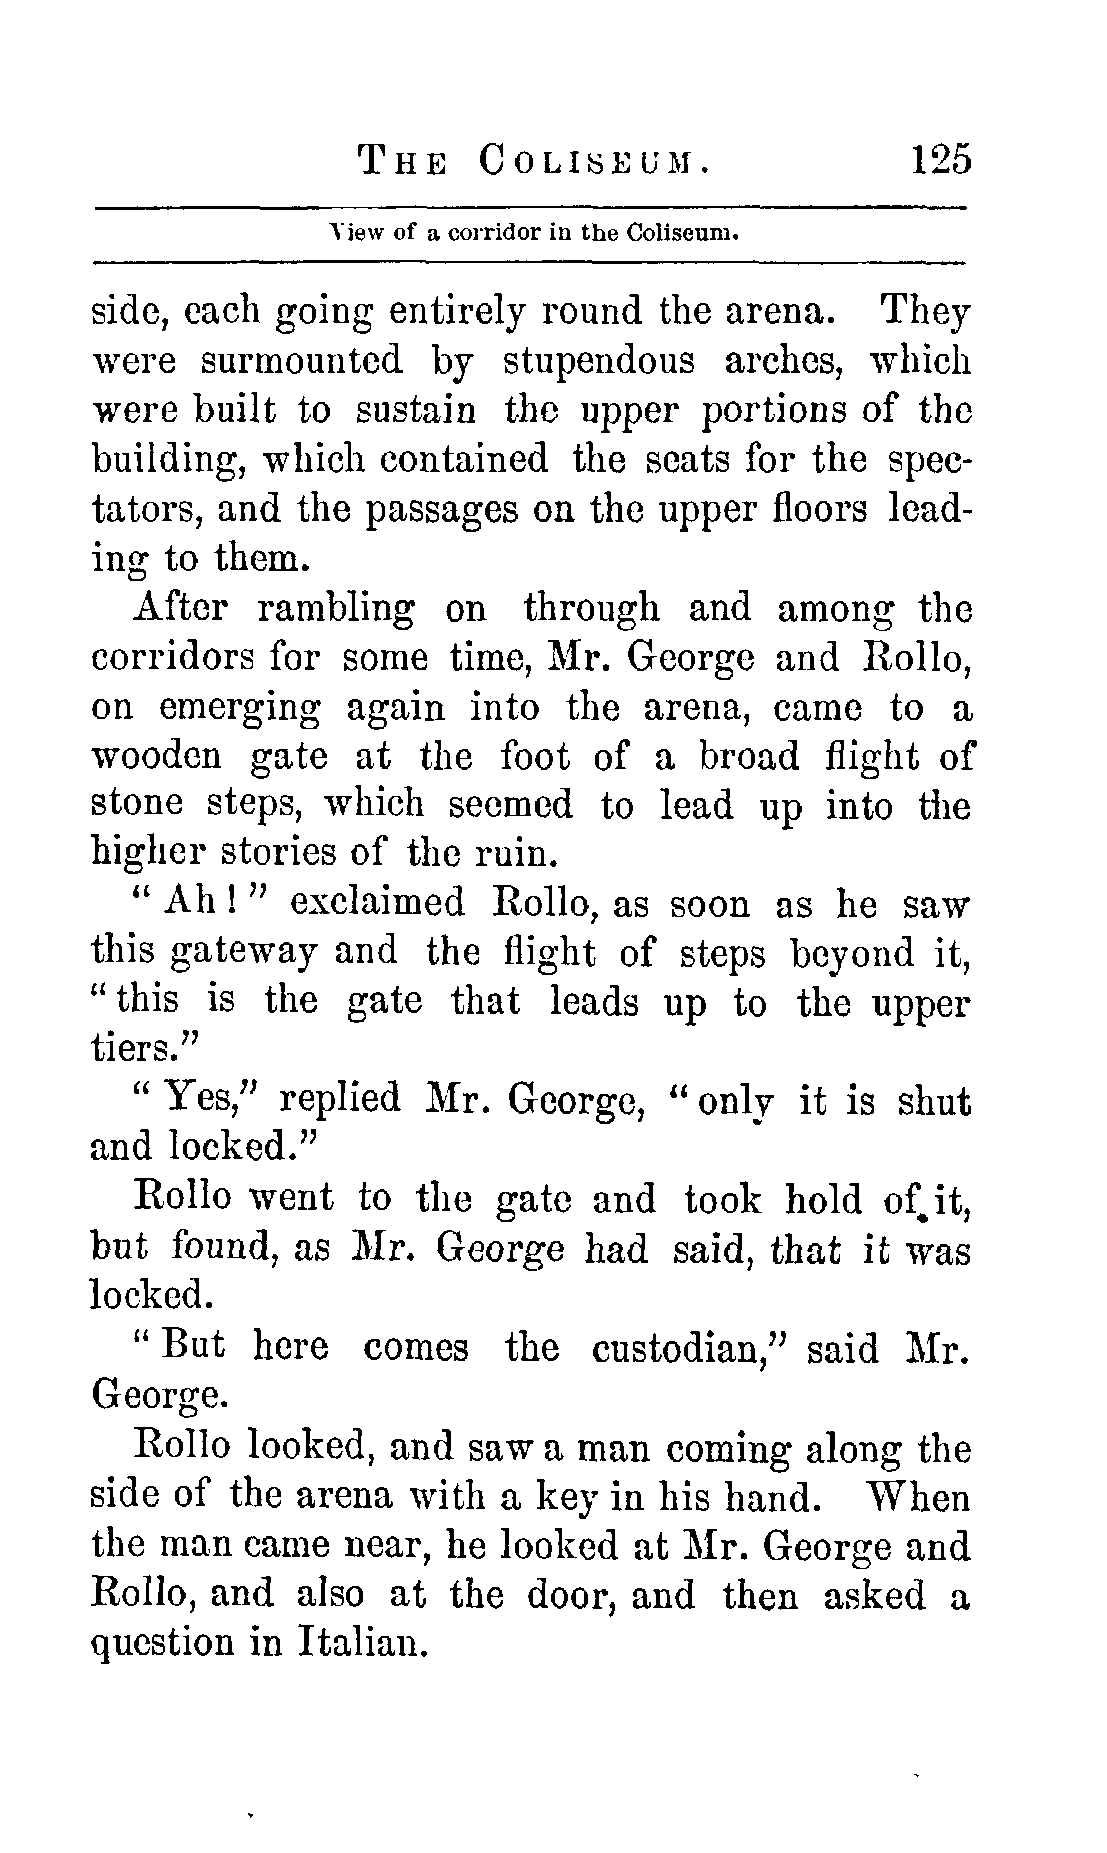 THE COLISEUM. 125
View of a corridor in the Coliseum.
side, each going entirely round the arena. They
were surmounted by stupendous arches, which
were built to sustain the upper portions of the
building, which contained the seats for the spec-
tators, and the passages on the upper floors lead-
ing to them.
After rambling on through and among the
corridors for some time, Mr. George and Rollo,
on emerging again into the arena, came to a
wooden gate at the foot of a broad flight of
stone steps, which seemed to lead up into the
higher stories of the ruin.
“ Ah ! ” exclaimed Rollo, as soon as he saw
this gateway and the flight of steps beyond it,
“ this is the gate that leads up to the upper
tiers.”
“ Yes,” replied Mr. George, “ only it is shut
and locked.”
Rollo went to the gate and took hold of it,
but found, as Mr. George had said, that it was
locked.
“ But here comes the custodian,” said Mr.
George.
Rollo looked, and saw a man coming along the
side of the arena with a key in his hand. When
the man came near, he looked at Mr. George and
Rollo, and also at the door, and then asked a
question in Italian.